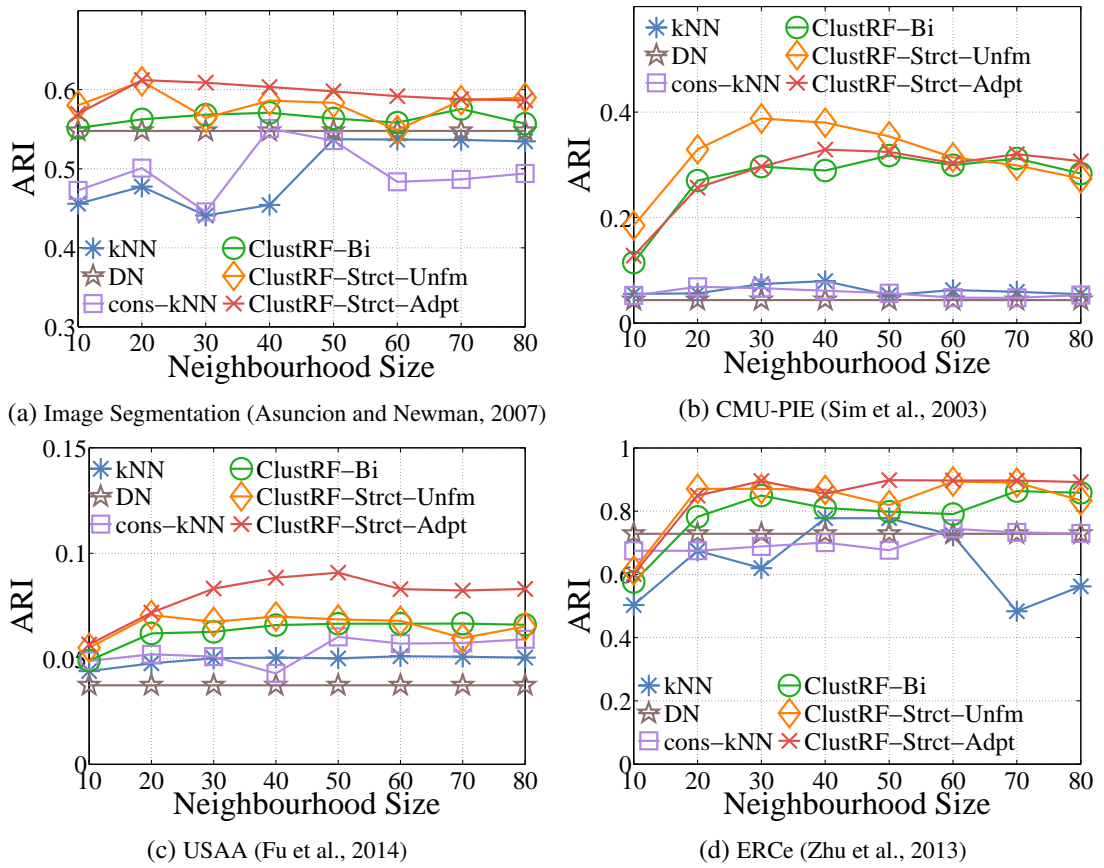 0.6
0.5
0.4
0.3
ARI
kNN
DN
cons-kNN
ClustRF-Bi
ClustRF-Strct-Unfm
ClustRF-Strct-Adpt
10 20 30 40 50 60 70 80
Neighbourhood Size
(a) Image Segmentation (Asuncion and Newman, 2007)
kNN
DN
cons-kNN
ClustRF-Bi
ClustRF-Strct-Unfm
ClustRF-Strct-Adpt
0.4
0.2
0
ARI
10 20 30 40 50 60 70 80
Neighbourhood Size
(b) CMU-PIE (Sim et al., 2003)
0.15
0.1
0.05
0
ARI
kNN
DN
cons-kNN
ClustRF-Bi
ClustRF-Strct-Unfm
ClustRF-Strct-Adpt
10 20 30 40 50 60 70 80
Neighbourhood Size
(c) USAA (Fu et al., 2014)
1
0.8
0.6
0.4
0.2
0
ARI
kNN
DN
cons-kNN
ClustRF-Bi
ClustRF-Strct-Unfm
ClustRF-Strct-Adpt
10 20 30 40 50 60 70 80
Neighbourhood Size
(d) ERCe (Zhu et al., 2013)